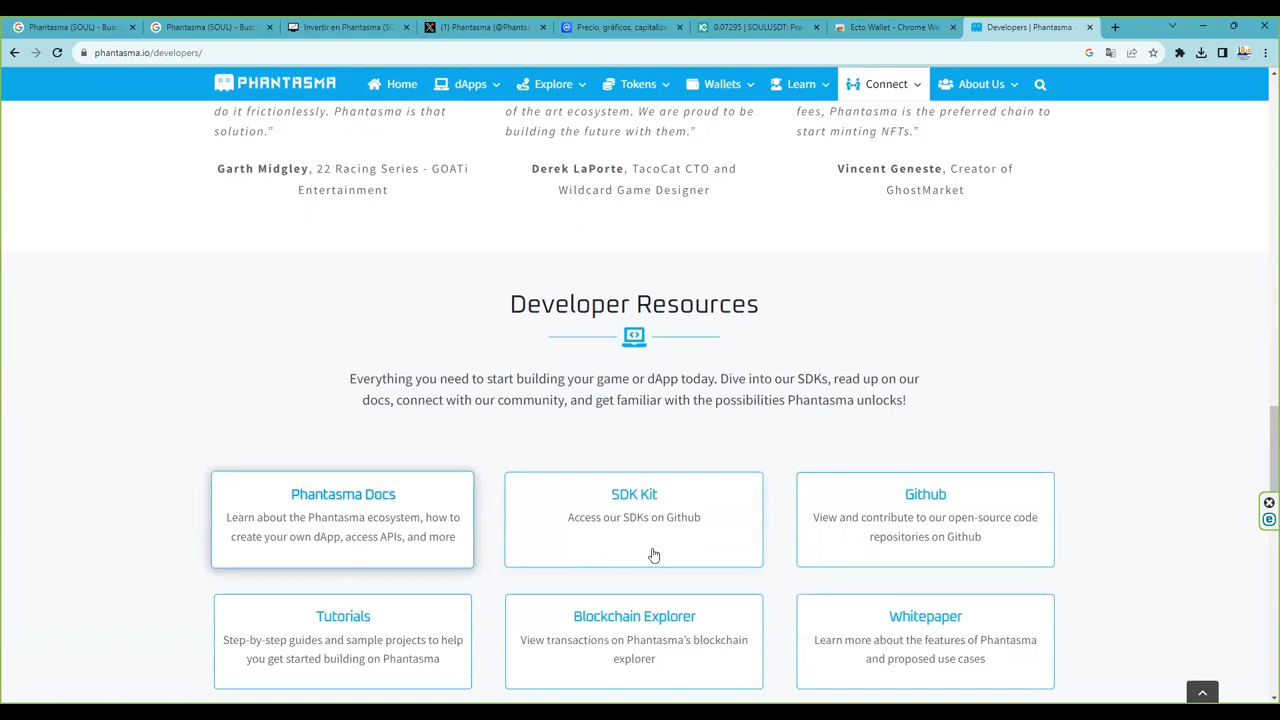 Phantasma (SOUL) - Busc
Phantasma (SOUL) - Busc
Invertir en Phantasma (SC
(1) Phantasma (@Phanta
Precio, gráficos, capitaliz
0.07295 | SOULUSDT: Pre
Ecto Wallet - Chrome We
Developers | Phantasma
phantasma.io/developers/
PHANTASMA
Home
dApps
Explore
Tokens
Wallets
Learn
Connect
About Us
do it frictionlessly. Phantasma is that
solution.”
Garth Midgley, 22 Racing Series - GOATi
Entertainment
of the art ecosystem. We are proud to be
building the future with them.”
Derek LaPorte, TacoCat CTO and
Wildcard Game Designer
fees, Phantasma is the preferred chain to
start minting NFTs.”
Vincent Geneste, Creator of
GhostMarket
Developer Resources
Everything you need to start building your game or dApp today. Dive into our SDKs, read up on our
docs, connect with our community, and get familiar with the possibilities Phantasma unlocks!
Phantasma Docs
Learn about the Phantasma ecosystem, how to
create your own dApp, access APIs, and more
SDK Kit
Access our SDKs on Github
Github
View and contribute to our open-source code
repositories on Github
Tutorials
Step-by-step guides and sample projects to help
you get started building on Phantasma
Blockchain Explorer
View transactions on Phantasma's blockchain
explorer
Whitepaper
Learn more about the features of Phantasma
and proposed use cases